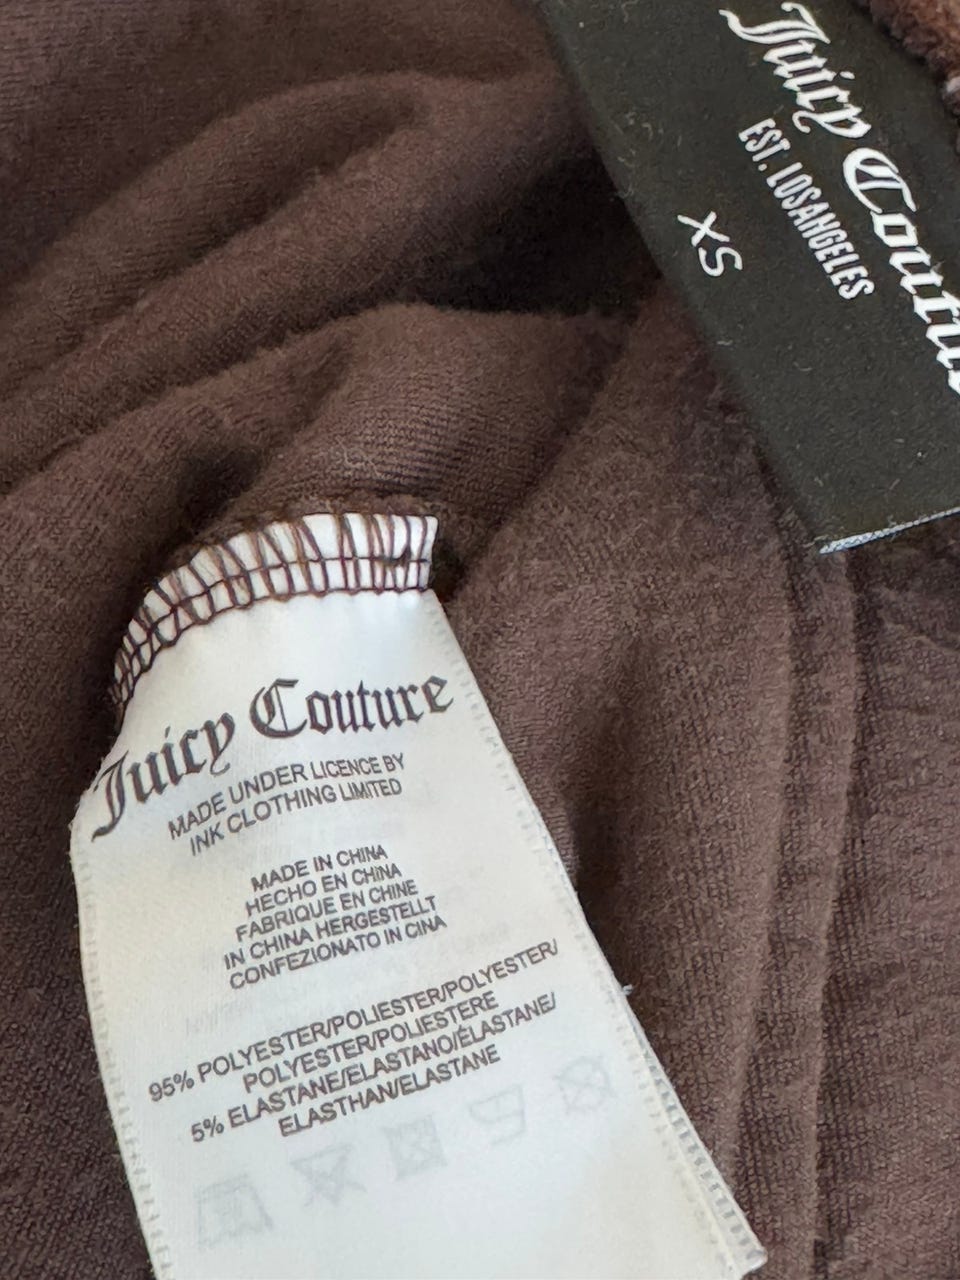 Juicy Couture
EST. LOS ANGELES
XS
Juicy Couture
MADE UNDER LICENCE BY
INK CLOTHING LIMITED
MADE IN CHINA
HECHO EN CHINA
FABRIQUE EN CHINE
IN CHINA HERGESTELLT
CONFEZIONATO IN CINA
95% POLYESTER/POLIESTER/POLYESTER/
POLYESTER/POLIESTERE
5% ELASTANE/ELASTANO/ÉLASTANE/
ELASTHAN/ELASTANE